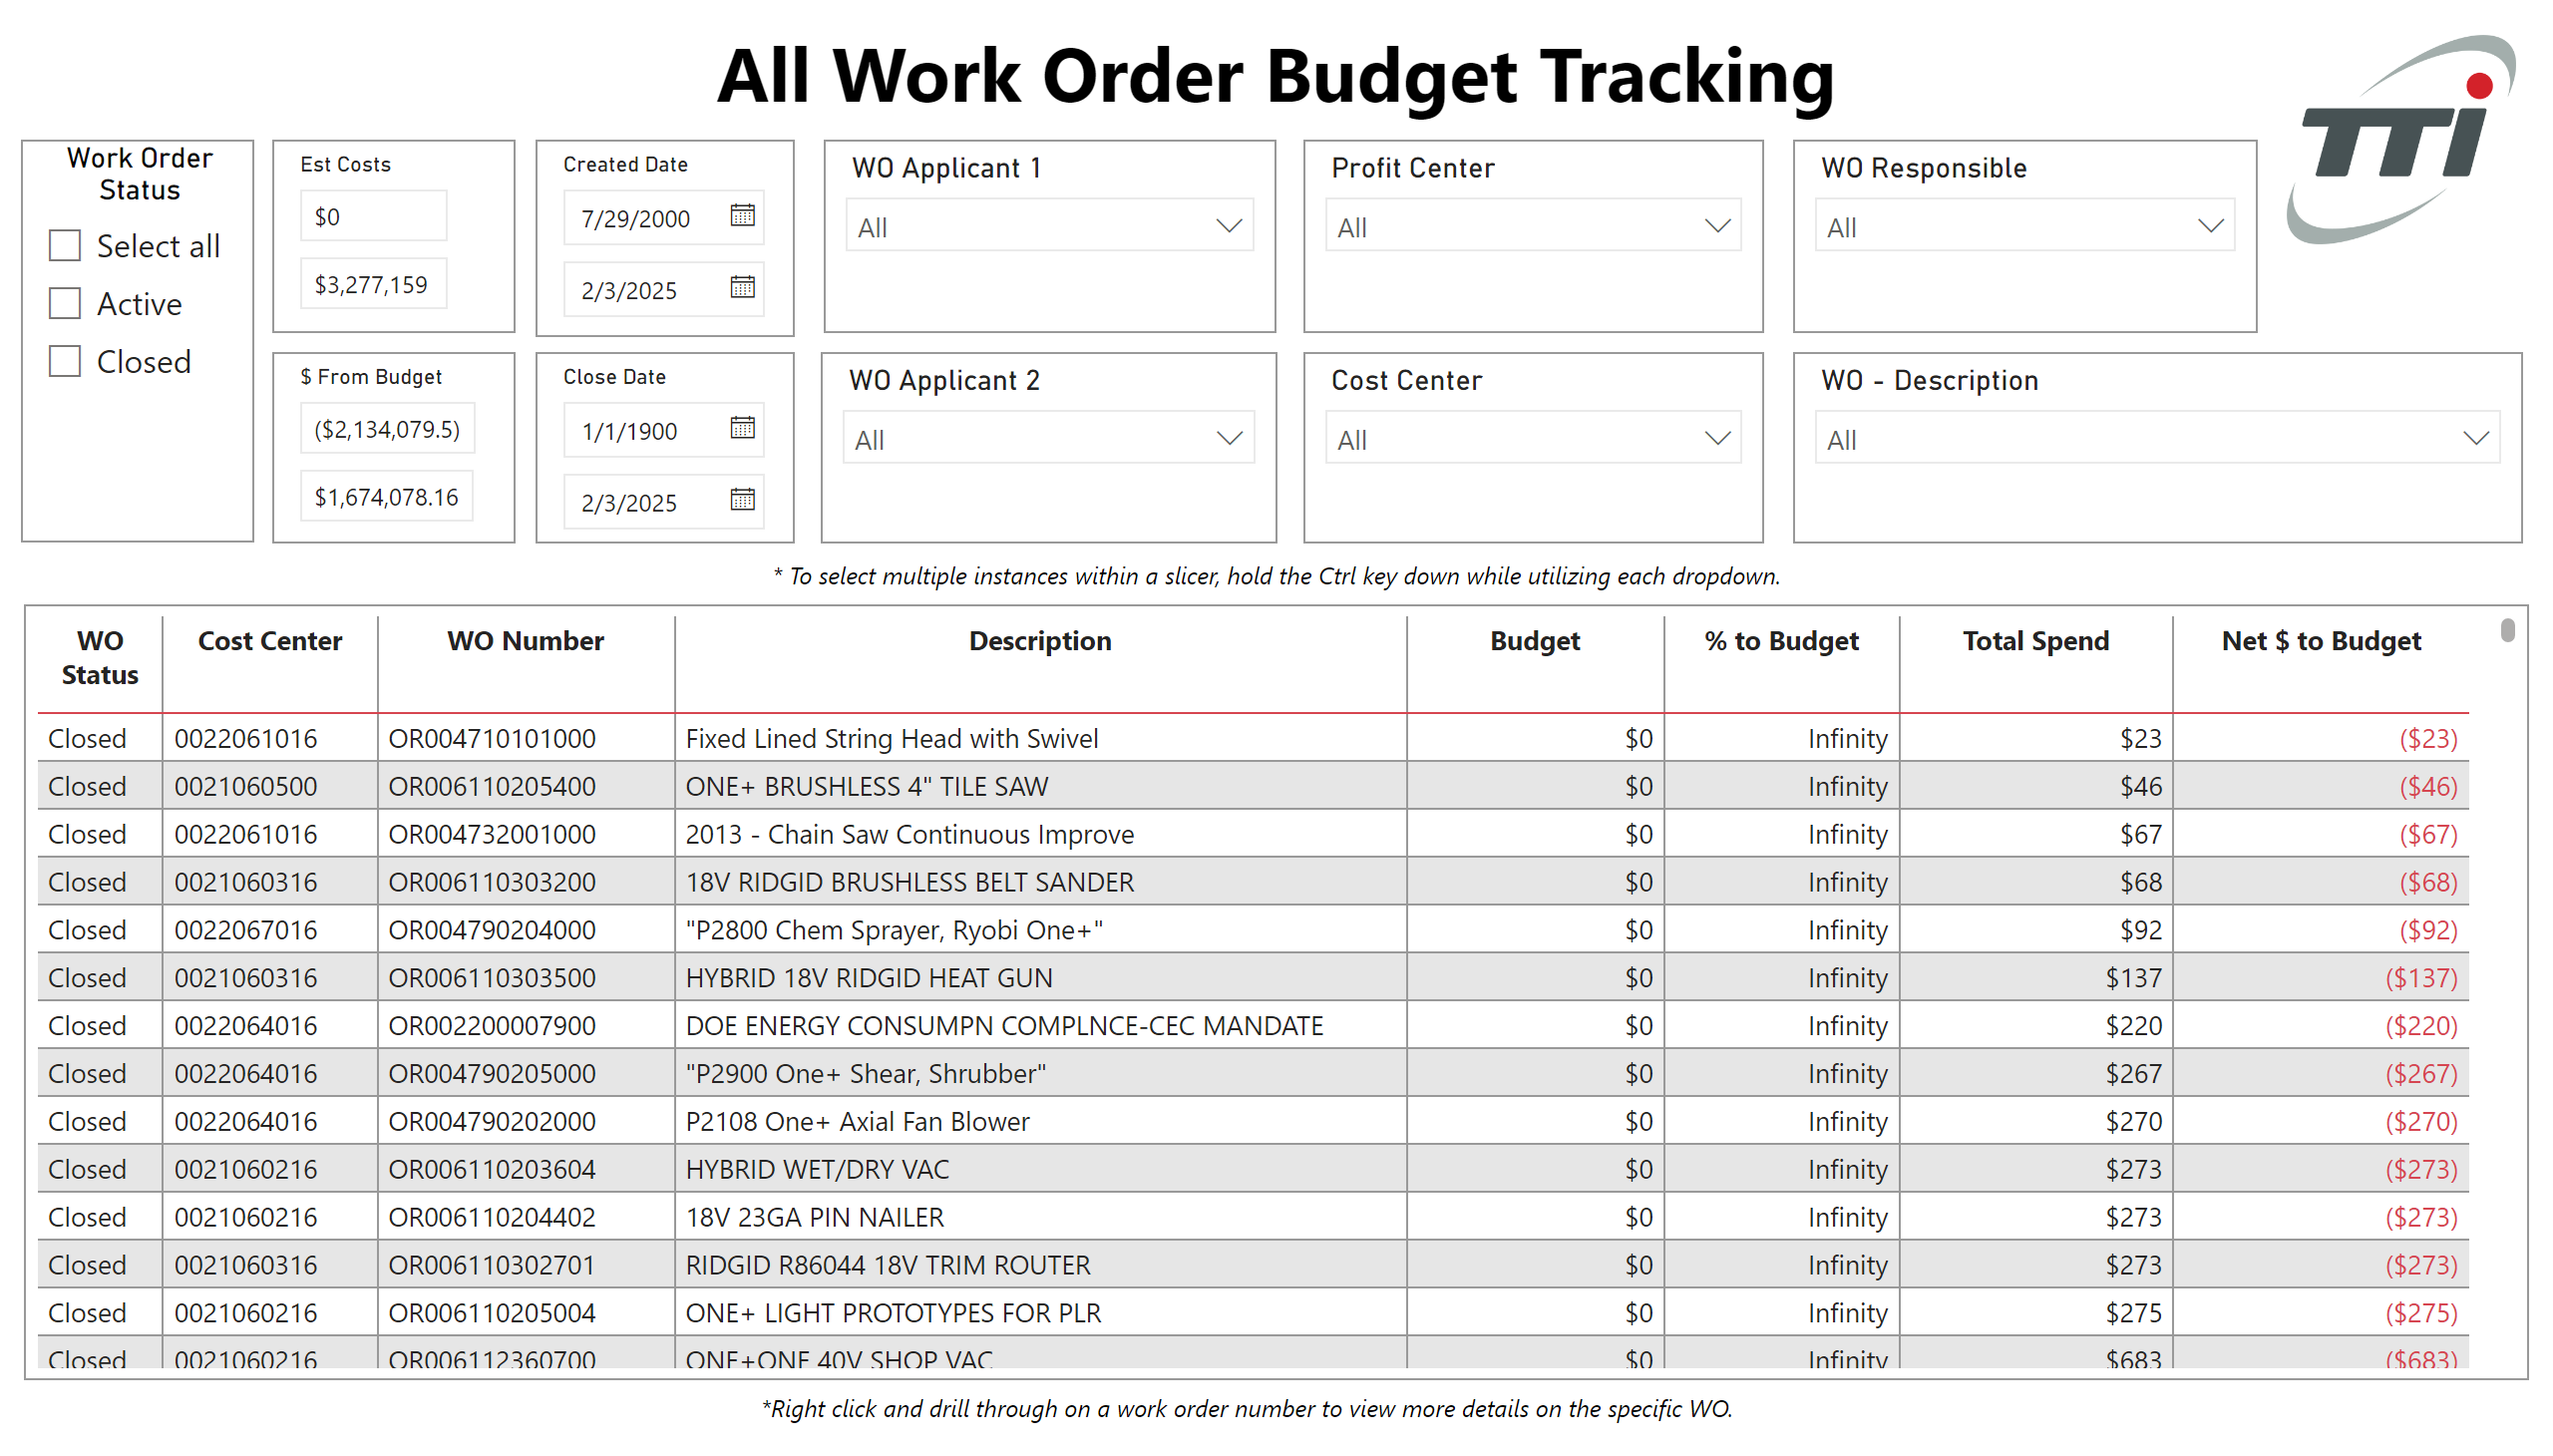 All Work Order Budget Tracking
TTI
Work Order
Status
Select all
Active
Closed
Est Costs
$0
$3,277,159
Created Date
7/29/2000
2/3/2025
WO Applicant 1
All
Profit Center
All
WO Responsible
All
$ From Budget
($2,134,079.5)
$1,674,078.16
Close Date
1/1/1900
2/3/2025
WO Applicant 2
All
Cost Center
All
WO - Description
All
* To select multiple instances within a slicer, hold the Ctrl key down while utilizing each dropdown.
WO Status Cost Center WO Number Description Budget % to Budget Total Spend Net $ to Budget
Closed 0022061016 OR004710101000 Fixed Lined String Head with Swivel $0 Infinity $23 ($23)
Closed 0021060500 OR006110205400 ONE+ BRUSHLESS 4" TILE SAW $0 Infinity $46 ($46)
Closed 0022061016 OR004732001000 2013 - Chain Saw Continuous Improve $0 Infinity $67 ($67)
Closed 0021060316 OR006110303200 18V RIDGID BRUSHLESS BELT SANDER $0 Infinity $68 ($68)
Closed 0022067016 OR004790204000 "P2800 Chem Sprayer, Ryobi One+" $0 Infinity $92 ($92)
Closed 0021060316 OR006110303500 HYBRID 18V RIDGID HEAT GUN $0 Infinity $137 ($137)
Closed 0022064016 OR002200007900 DOE ENERGY CONSUMPN COMPLNCE-CEC MANDATE $0 Infinity $220 ($220)
Closed 0022064016 OR004790205000 "P2900 One+ Shear, Shrubber" $0 Infinity $267 ($267)
Closed 0022064016 OR004790202000 P2108 One+ Axial Fan Blower $0 Infinity $270 ($270)
Closed 0021060216 OR006110203604 HYBRID WET/DRY VAC $0 Infinity $273 ($273)
Closed 0021060216 OR006110204402 18V 23GA PIN NAILER $0 Infinity $273 ($273)
Closed 0021060316 OR006110302701 RIDGID R86044 18V TRIM ROUTER $0 Infinity $273 ($273)
Closed 0021060216 OR006110205004 ONE+ LIGHT PROTOTYPES FOR PLR $0 Infinity $275 ($275)
Closed 0021060216 OR006112360700 ONE+ONE 40V SHOP VAC $0 Infinity $683 ($683)
*Right click and drill through on a work order number to view more details on the specific WO.